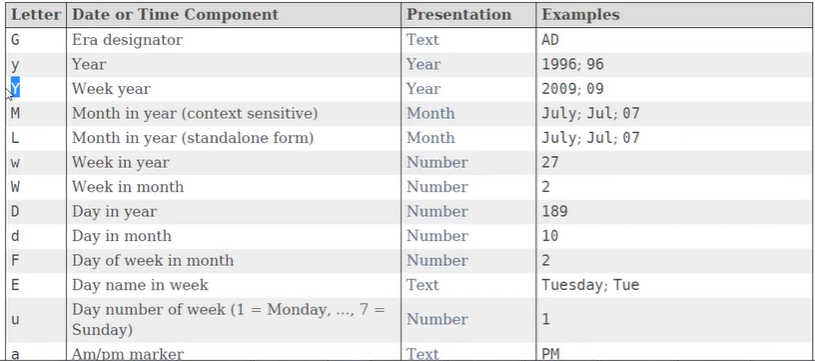 Letter Date or Time Component Presentation Examples
G Era designator Text AD
y Year Year 1996; 96
Y Week year Year 2009; 09
M Month in year (context sensitive) Month July; Jul; 07
L Month in year (standalone form) Month July; Jul; 07
w Week in year Number 27
W Week in month Number 2
D Day in year Number 189
d Day in month Number 10
F Day of week in month Number 2
E Day name in week Text Tuesday; Tue
u Day number of week (1 = Monday, ..., 7 = Sunday) Number 1
a Am/pm marker Text PM